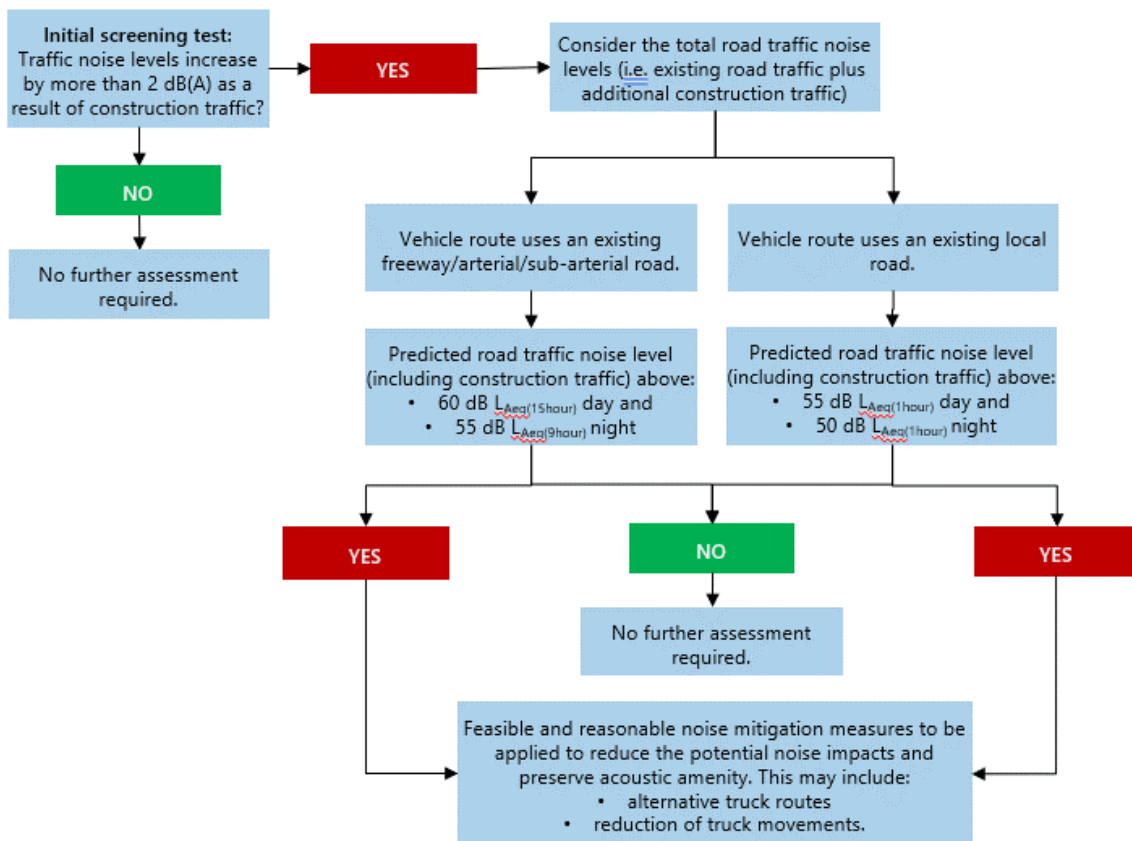 Initial screening test:
Traffic noise levels increase
by more than 2 dB(A) as a
result of construction traffic?
YES
Consider the total road traffic noise
levels (i.e. existing road traffic plus
additional construction traffic)
NO
No further assessment
required.
Vehicle route uses an existing
freeway/arterial/sub-arterial road.
Vehicle route uses an existing local
road.
Predicted road traffic noise level
(including construction traffic) above:
• 60 dB LAeq(15hour) day and
• 55 dB LAeq(9hour) night
Predicted road traffic noise level
(including construction traffic) above:
• 55 dB LAeq(1hour) day and
• 50 dB LAeq(1hour) night
YES
NO
YES
No further assessment
required.
Feasible and reasonable noise mitigation measures to be
applied to reduce the potential noise impacts and
preserve acoustic amenity. This may include:
• alternative truck routes
• reduction of truck movements.